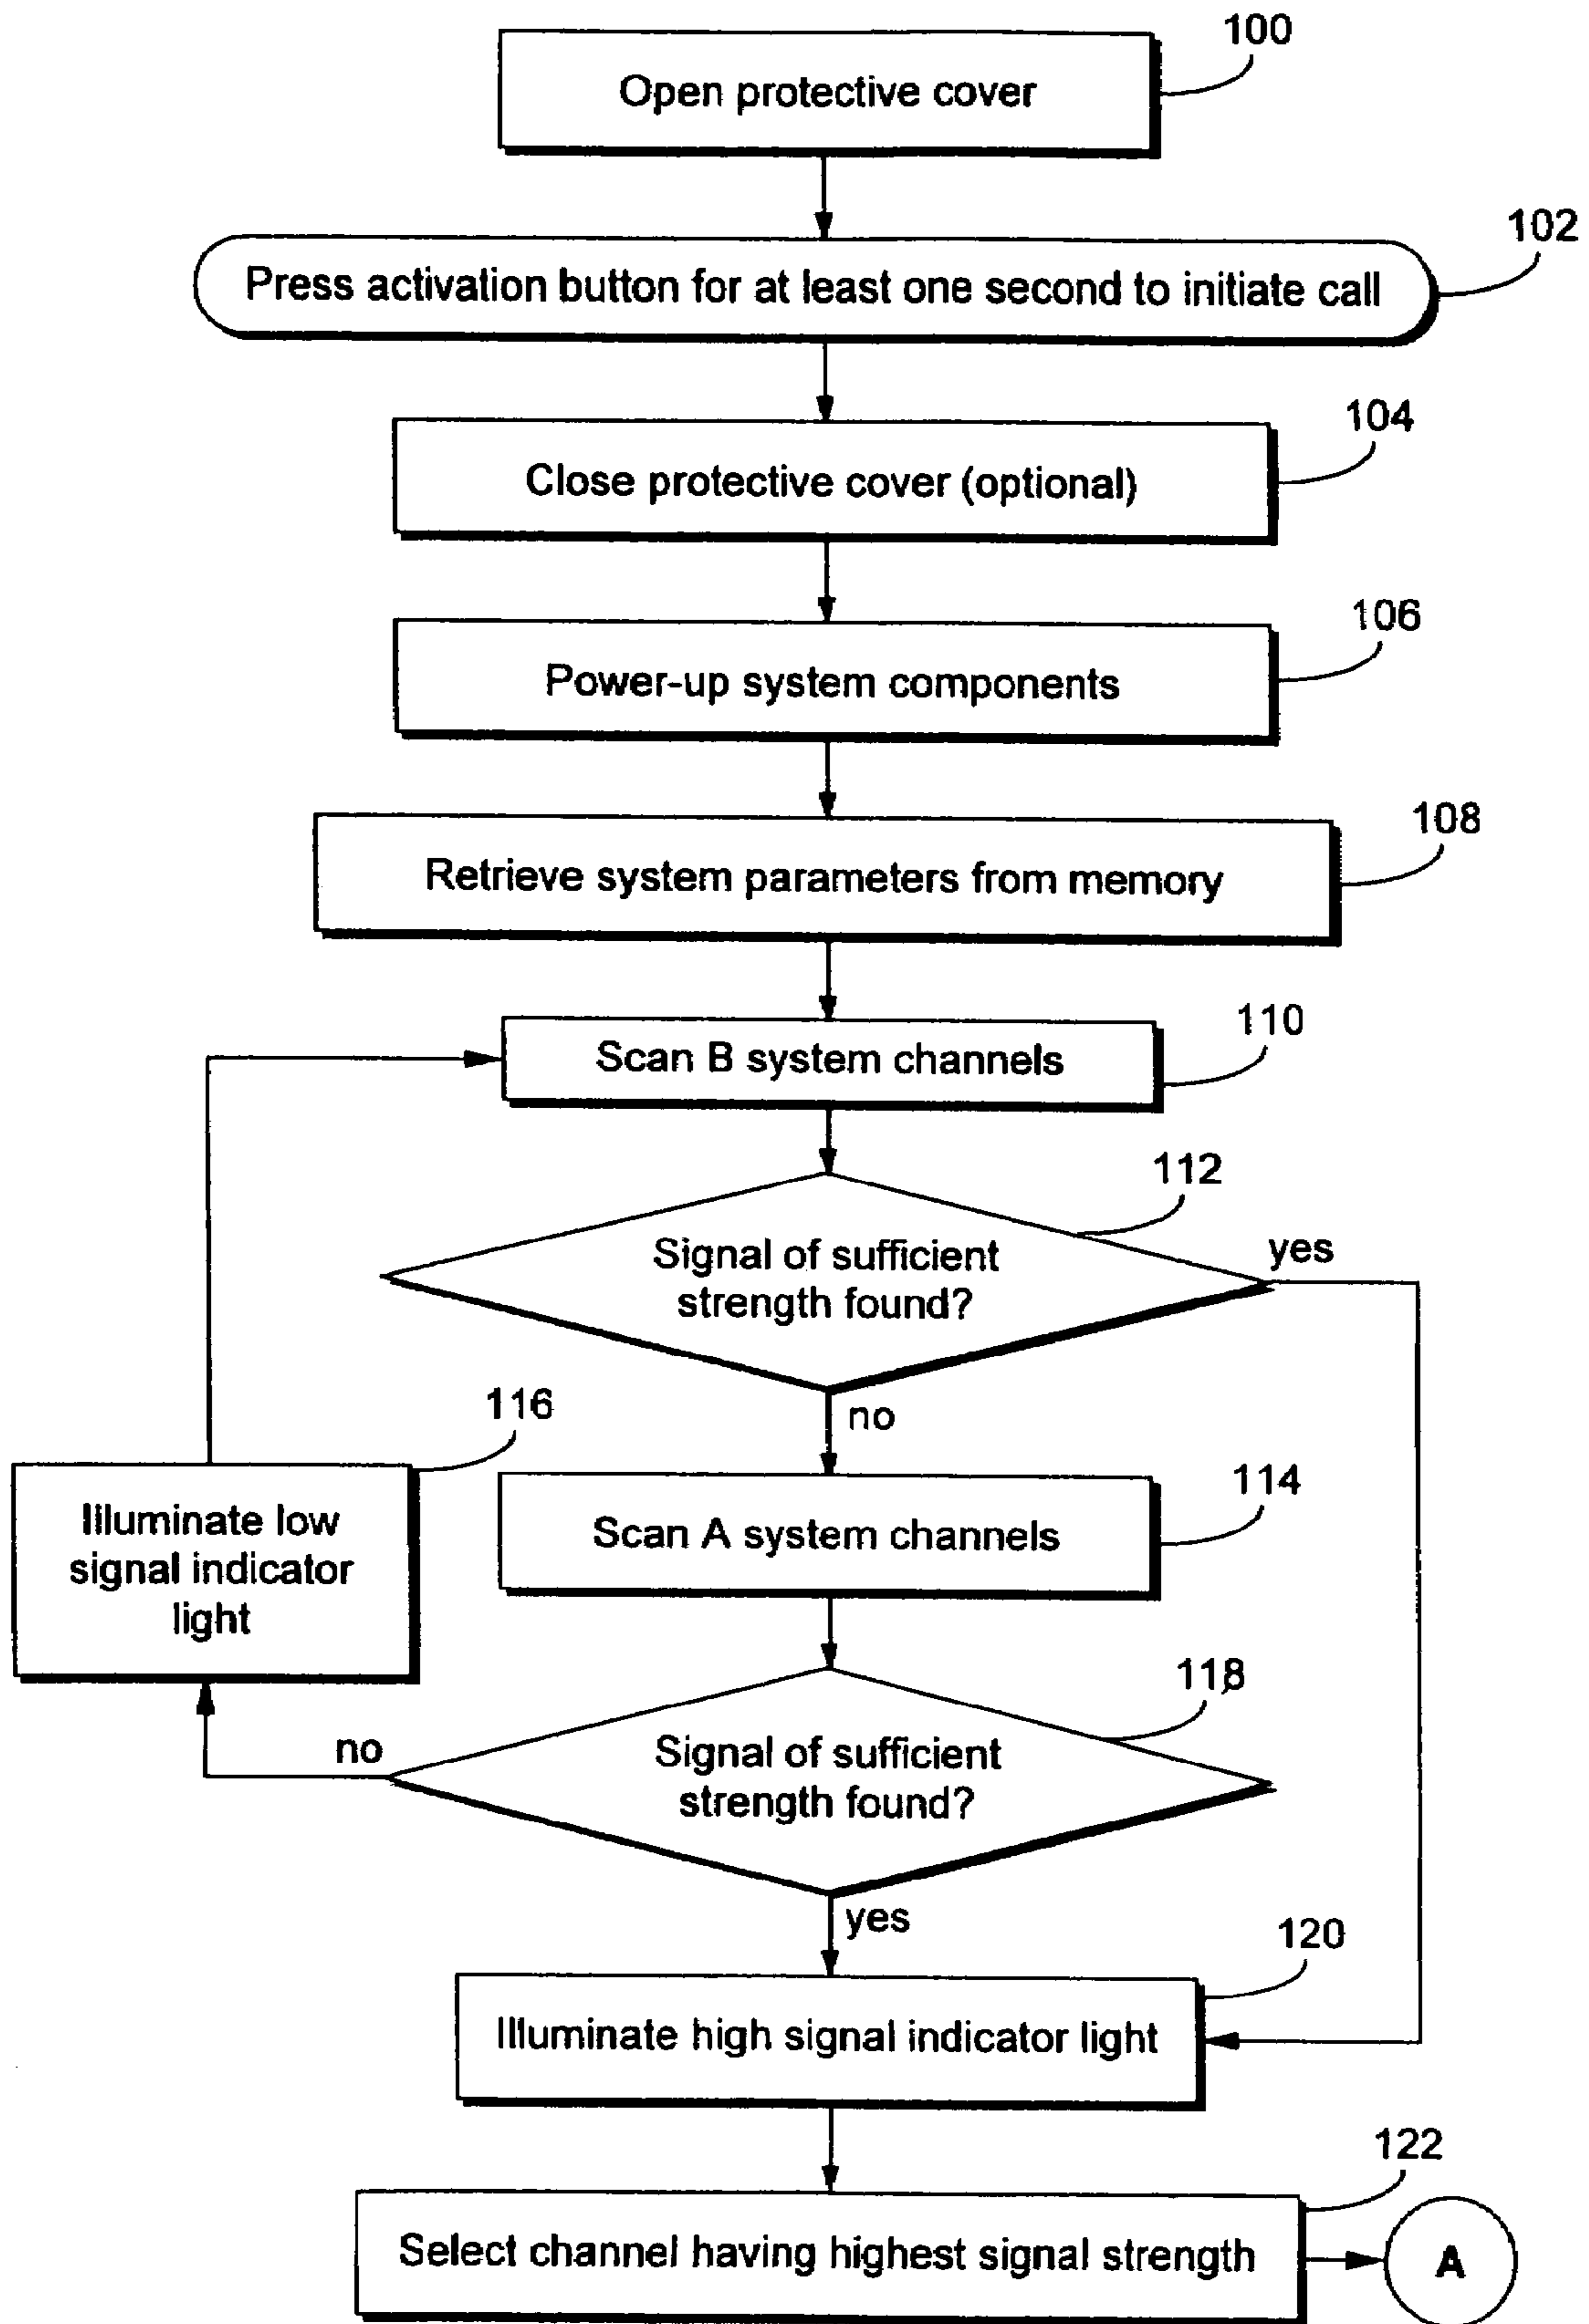 100
Open protective cover
102
Press activation button for at least one second to initiate call
104
Close protective cover (optional)
106
Power-up system components
108
Retrieve system parameters from memory
110
Scan B system channels
112
Signal of sufficient
strength found?
yes
no
116
Illuminate low
signal indicator
light
114
Scan A system channels
118
Signal of sufficient
strength found?
no
yes
120
Illuminate high signal indicator light
122
Select channel having highest signal strength
A